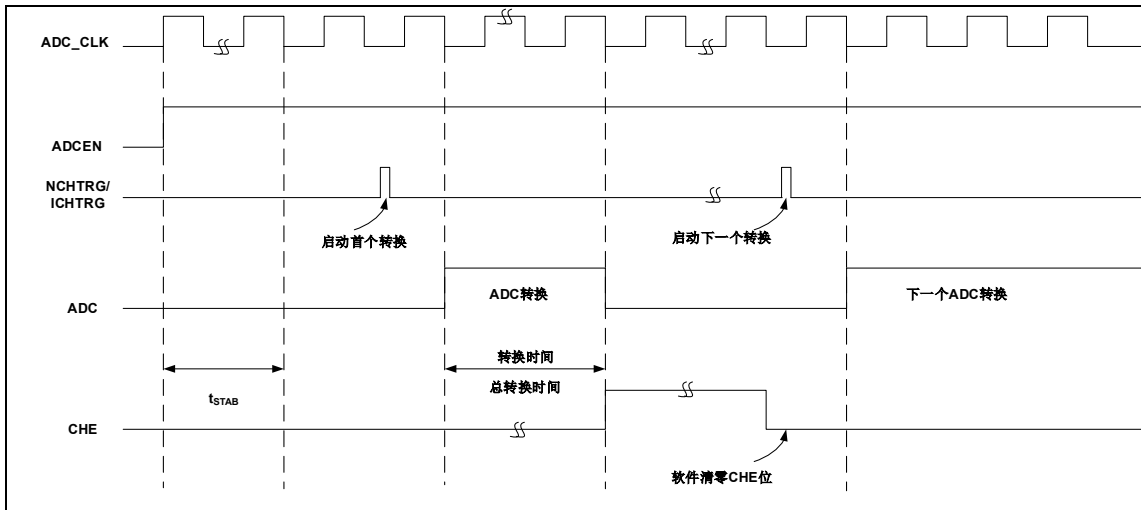 ADC_CLK
ADCEN
NCHTRG/
ICHTRG
启动首个转换
启动下一个转换
ADC
ADC转换
下一个ADC转换
转换时间
总转换时间
tSTAB
CHE
软件清零CHE位